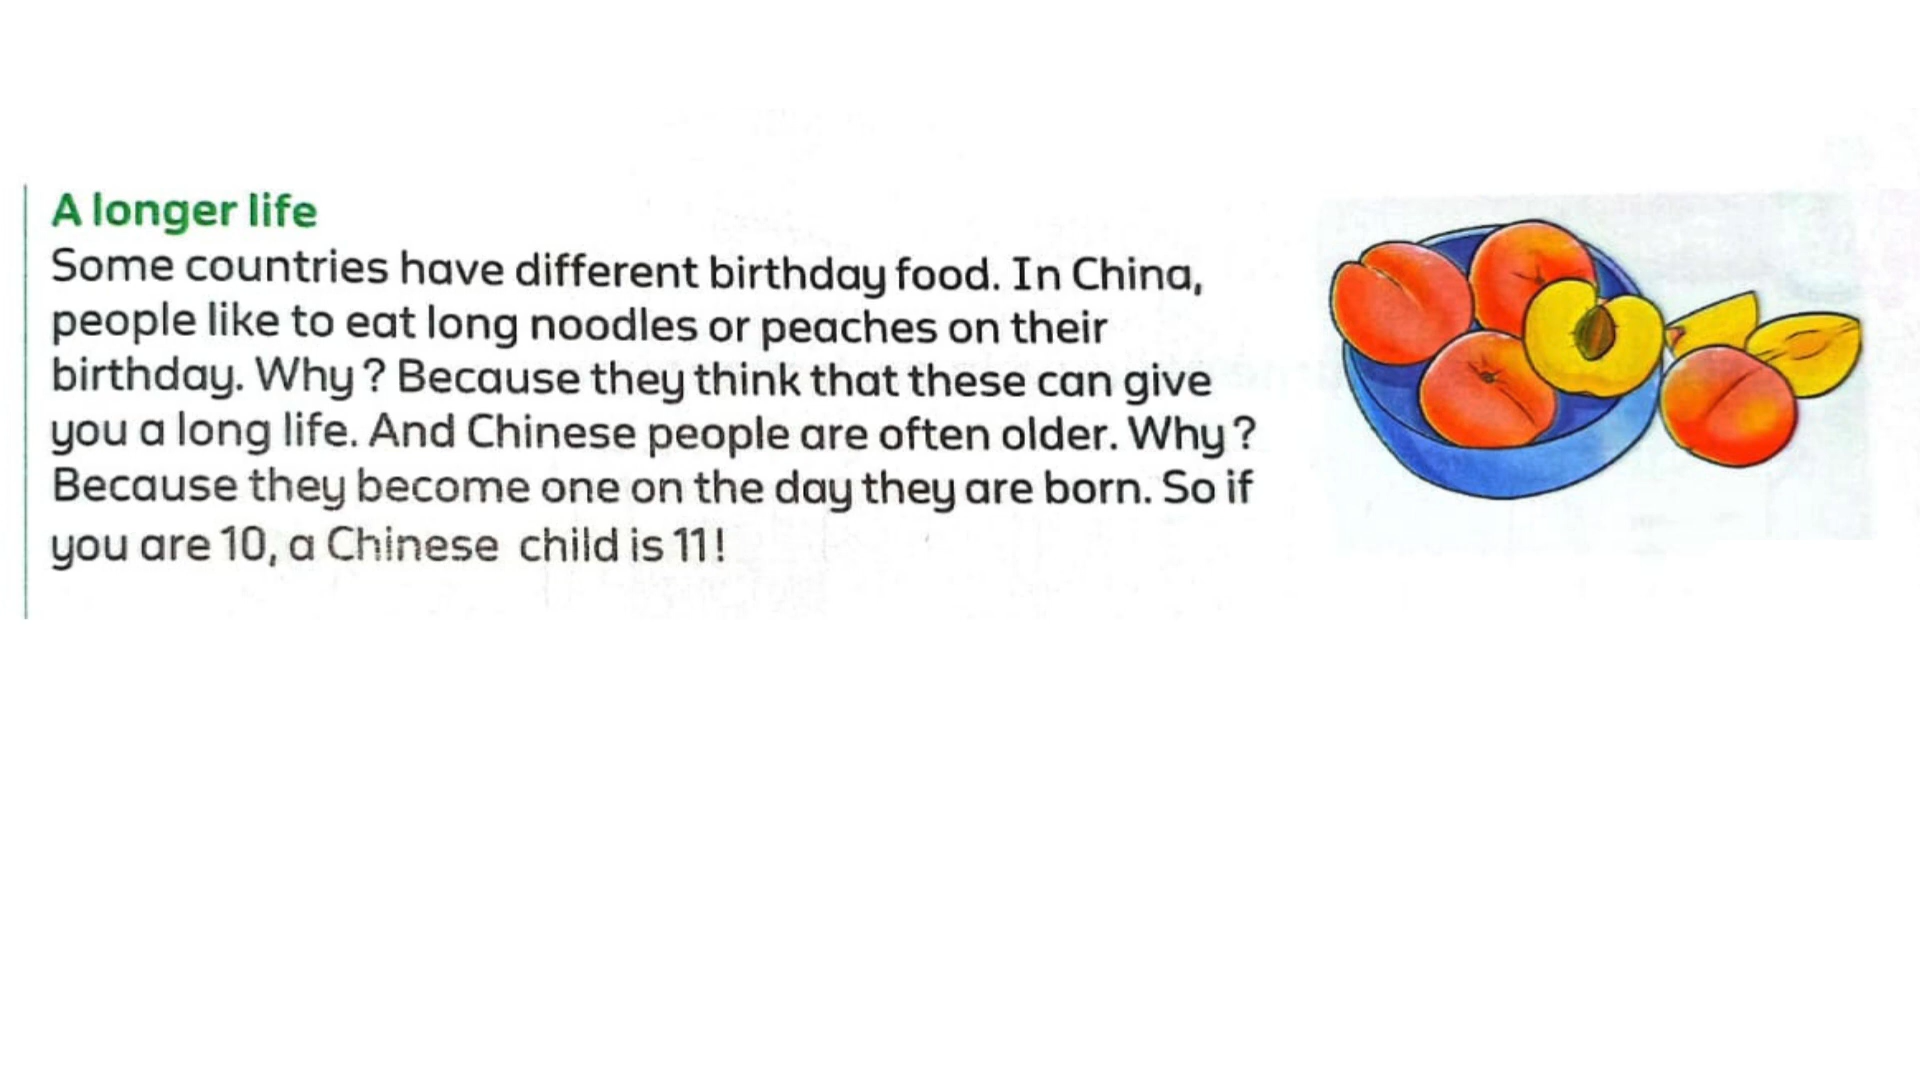 A longer life
Some countries have different birthday food. In China,
people like to eat long noodles or peaches on their
birthday. Why? Because they think that these can give
you a long life. And Chinese people are often older. Why?
Because they become one on the day they are born. So if
you are 10, a Chinese child is 11!